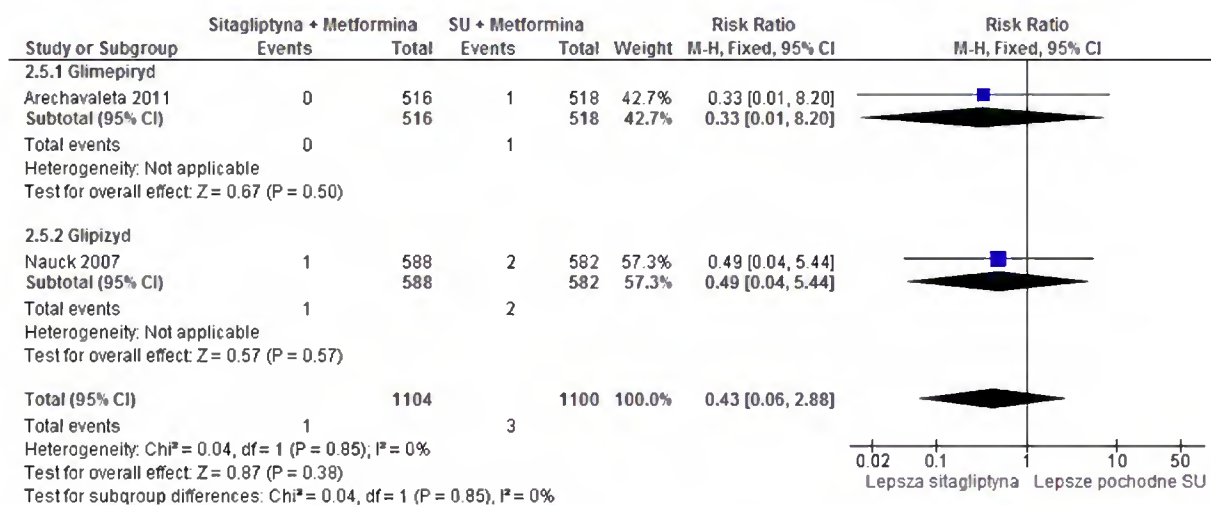 Sitagliptyna + Metformina SU + Metformina Risk Ratio Risk Ratio
Study or Subgroup Events Total Events Total Weight M-H, Fixed, 95% CI M-H, Fixed, 95% CI
2.5.1 Glimepiryd
Arechavaleta 2011 0 516 1 518 42.7% 0.33 [0.01, 8.20]
Subtotal (95% CI) 516 518 42.7% 0.33 [0.01, 8.20]
Total events 0 1
Heterogeneity: Not applicable
Test for overall effect: Z = 0.67 (P = 0.50)
2.5.2 Glipizyd
Nauck 2007 1 588 2 582 57.3% 0.49 [0.04, 5.44]
Subtotal (95% CI) 588 582 57.3% 0.49 [0.04, 5.44]
Total events 1 2
Heterogeneity: Not applicable
Test for overall effect: Z = 0.57 (P = 0.57)
Total (95% CI) 1104 1100 100.0% 0.43 [0.06, 2.88]
Total events 1 3
Heterogeneity: Chi² = 0.04, df = 1 (P = 0.85); I² = 0%
Test for overall effect: Z = 0.87 (P = 0.38)
Test for subgroup differences: Chi² = 0.04, df = 1 (P = 0.85), I² = 0%
0.02 0.1 1 10 50
Lepsza sitagliptyna Lepsze pochodne SU